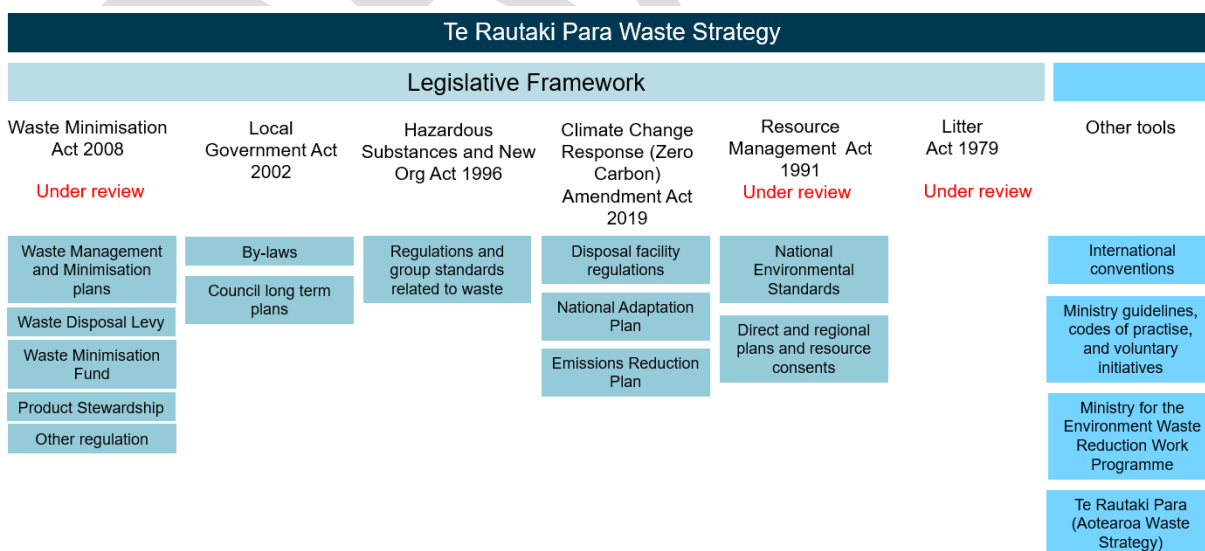 Te Rautaki Para Waste Strategy
Legislative Framework
Waste Minimisation
Act 2008
Under review
Local
Government Act
2002
Hazardous
Substances and New
Org Act 1996
Climate Change
Response (Zero
Carbon)
Amendment Act
2019
Resource
Management Act
1991
Under review
Litter
Act 1979
Under review
Other tools
Waste Management
and Minimisation
plans
Waste Disposal Levy
Waste Minimisation
Fund
Product Stewardship
Other regulation
By-laws
Council long term
plans
Regulations and
group standards
related to waste
Disposal facility
regulations
National Adaptation
Plan
Emissions Reduction
Plan
National
Environmental
Standards
Direct and regional
plans and resource
consents
International
conventions
Ministry guidelines,
codes of practise,
and voluntary
initiatives
Ministry for the
Environment Waste
Reduction Work
Programme
Te Rautaki Para
(Aotearoa Waste
Strategy)